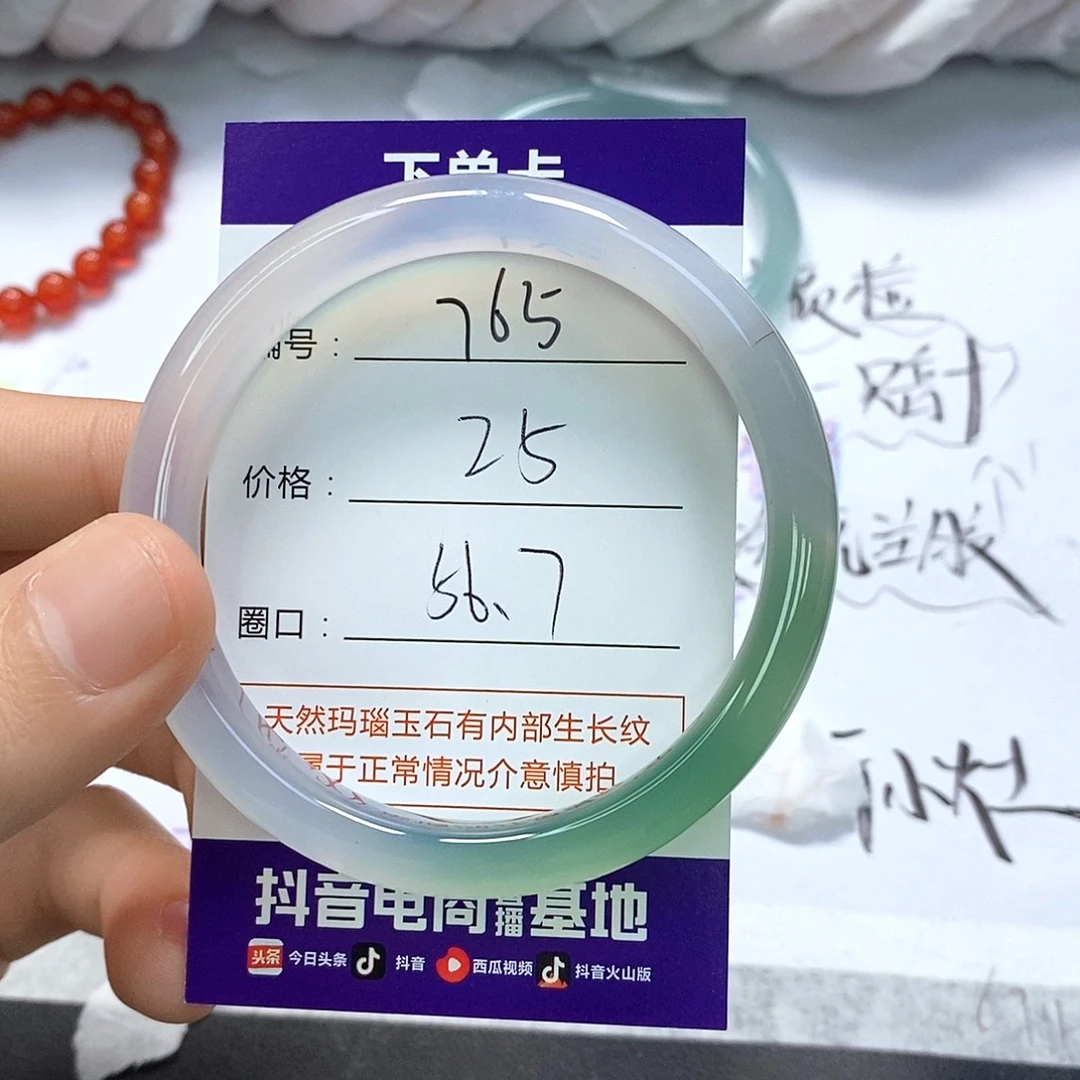 下单卡
编号： 765
价格： 25
圈口： 56.7
天然玛瑙玉石有内部生长纹
属于正常情况介意慎拍
抖音电商直播基地
头条 今日头条 抖音 西瓜视频 抖音火山版
小灶